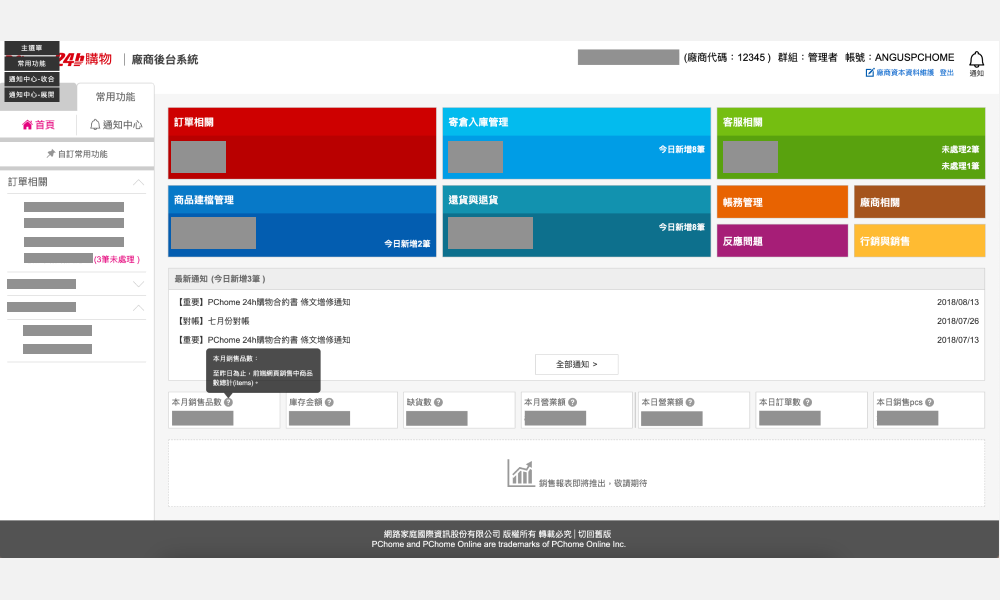 主選單
常用功能
通知中心-收合
通知中心-展開
24h購物
廠商後台系統
(廠商代碼：12345 ) 群組：管理者 帳號：ANGUSPCHOME
廠商資本資料維護 登出
通知
常用功能
首頁
通知中心
自訂常用功能
訂單相關
(3筆未處理 )
訂單相關
寄倉入庫管理
今日新增8筆
客服相關
未處理2筆
未處理1筆
商品建檔管理
今日新增2筆
還貨與退貨
今日新增8筆
帳務管理
廠商相關
反應問題
行銷與銷售
最新通知 (今日新增3筆 )
【重要】PChome 24h購物合約書 條文增修通知 2018/08/13
【對帳】七月份對帳 2018/07/26
【重要】PChome 24h購物合約書 條文增修通知 2018/07/13
全部通知 >
本月銷售品數：
至昨日為止，前端網頁銷售中商品
數總計(items)。
本月銷售品數
庫存金額
缺貨數
本月營業額
本日營業額
本日訂單數
本日銷售pcs
銷售報表即將推出，敬請期待
網路家庭國際資訊股份有限公司 版權所有 轉載必究 | 切回舊版
PChome and PChome Online are trademarks of PChome Online Inc.